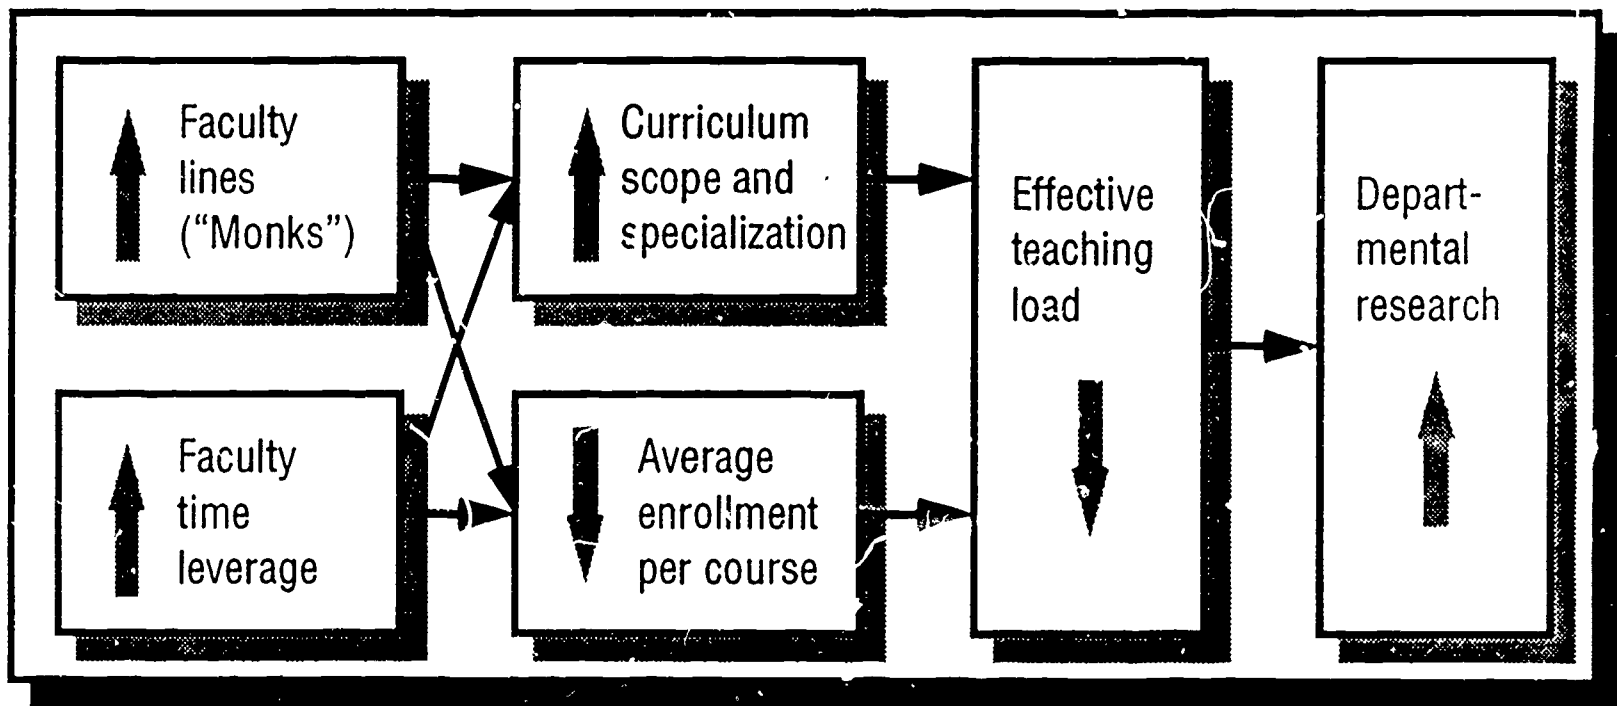 Faculty
lines
(“Monks”)
Curriculum
scope and
specialization
Effective
teaching
load
Depart-
mental
research
Faculty
time
leverage
Average
enrollment
per course